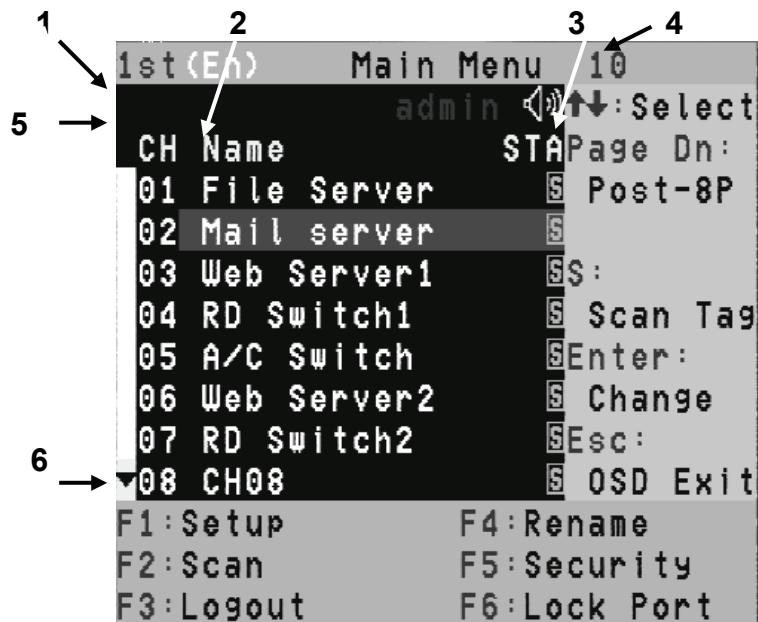 1 2 3 4
1st(En) Main Menu 10
5 admin ↑↓:Select
CH Name STA Page Dn:
01 File Server S Post-8P
02 Mail server S
03 Web Server1 S S:
04 RD Switch1 S Scan Tag
05 A/C Switch S Enter:
06 Web Server2 S Change
07 RD Switch2 S Esc:
6 08 CH08 S OSD Exit
F1:Setup F4:Rename
F2:Scan F5:Security
F3:Logout F6:Lock Port